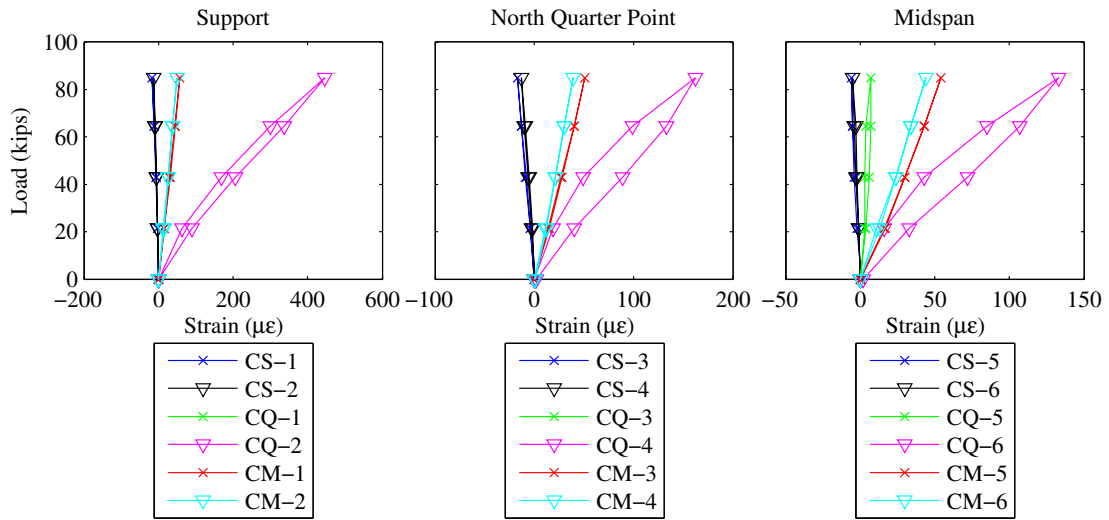 Support
North Quarter Point
Midspan
100
80
60
40
20
0
Load (kips)
−200 0 200 400 600
−100 0 100 200
−50 0 50 100 150
Strain (με)
Strain (με)
Strain (με)
CS−1
CS−2
CQ−1
CQ−2
CM−1
CM−2
CS−3
CS−4
CQ−3
CQ−4
CM−3
CM−4
CS−5
CS−6
CQ−5
CQ−6
CM−5
CM−6